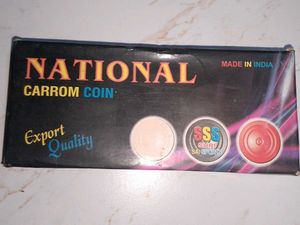 NATIONAL
MADE IN INDIA
CARROM COIN
Export
Quality
SSS